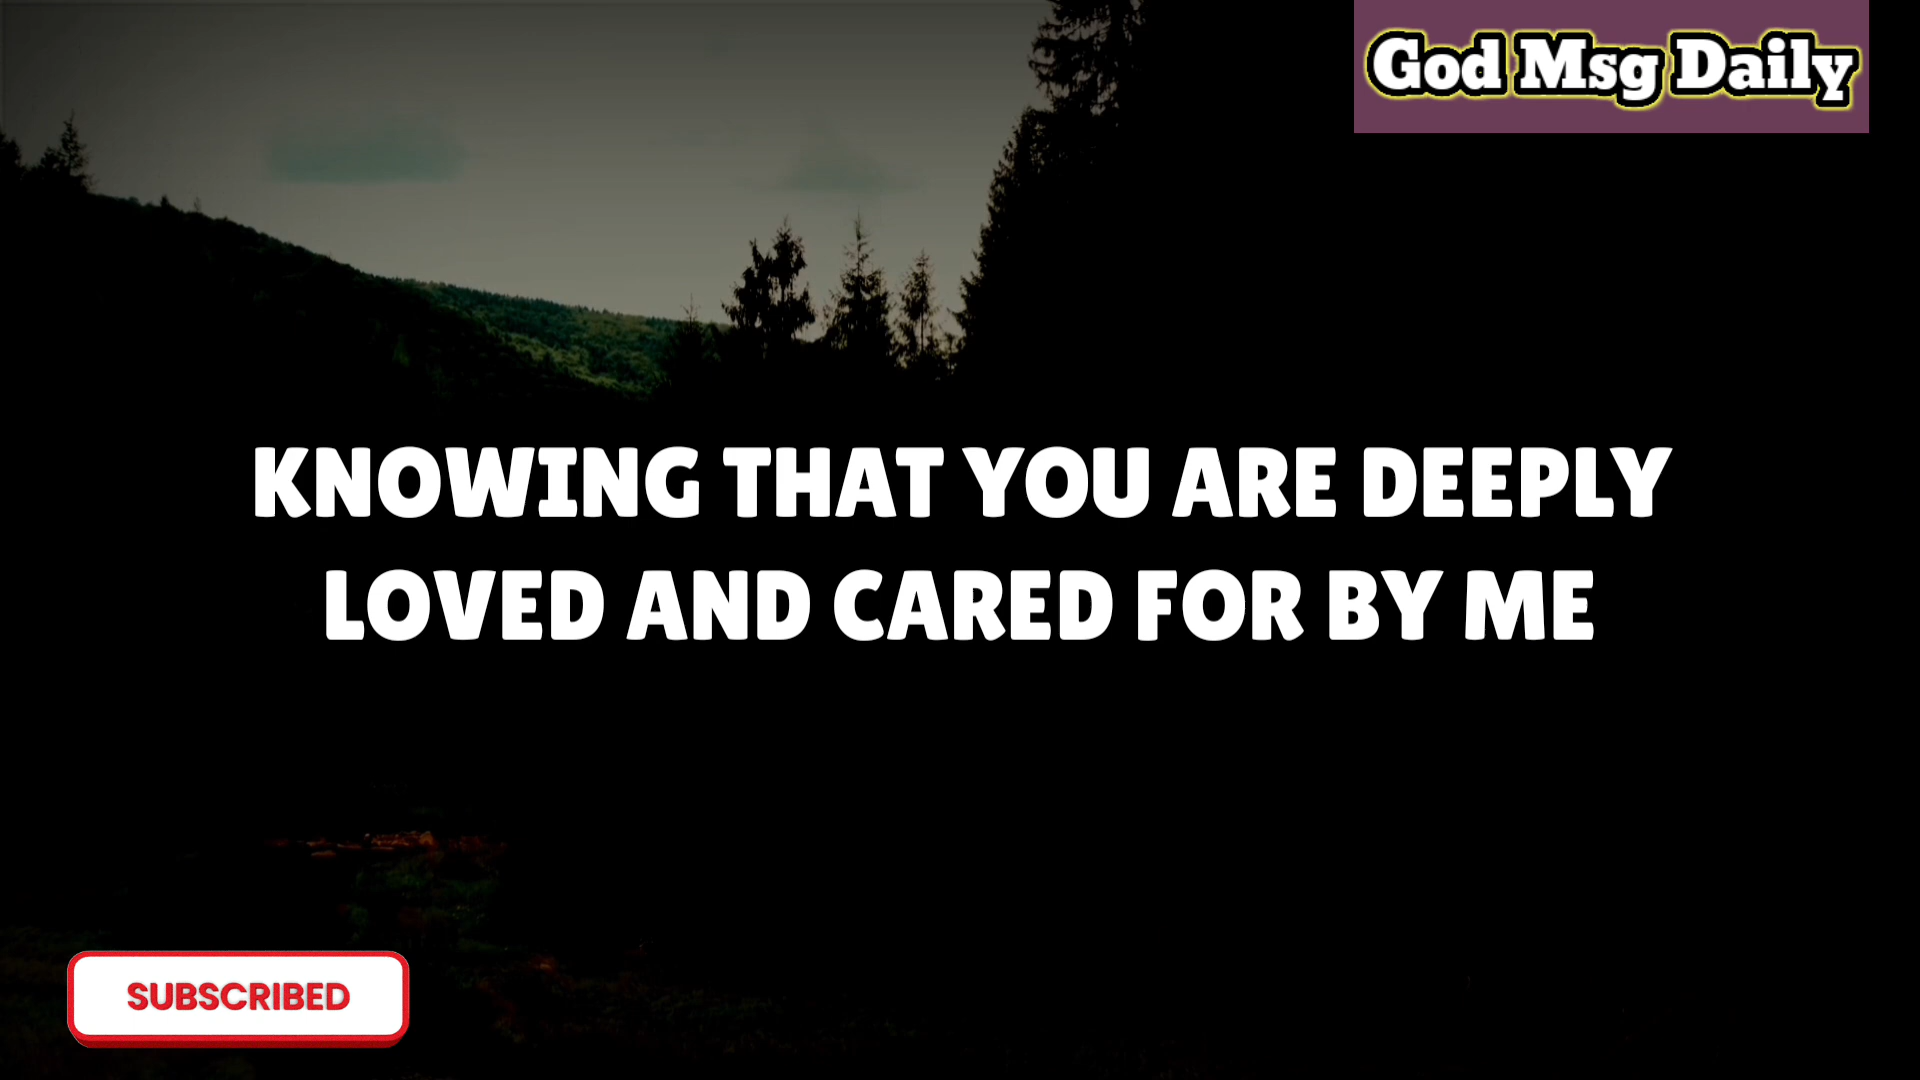 God Msg Daily
KNOWING THAT YOU ARE DEEPLY
LOVED AND CARED FOR BY ME
SUBSCRIBED